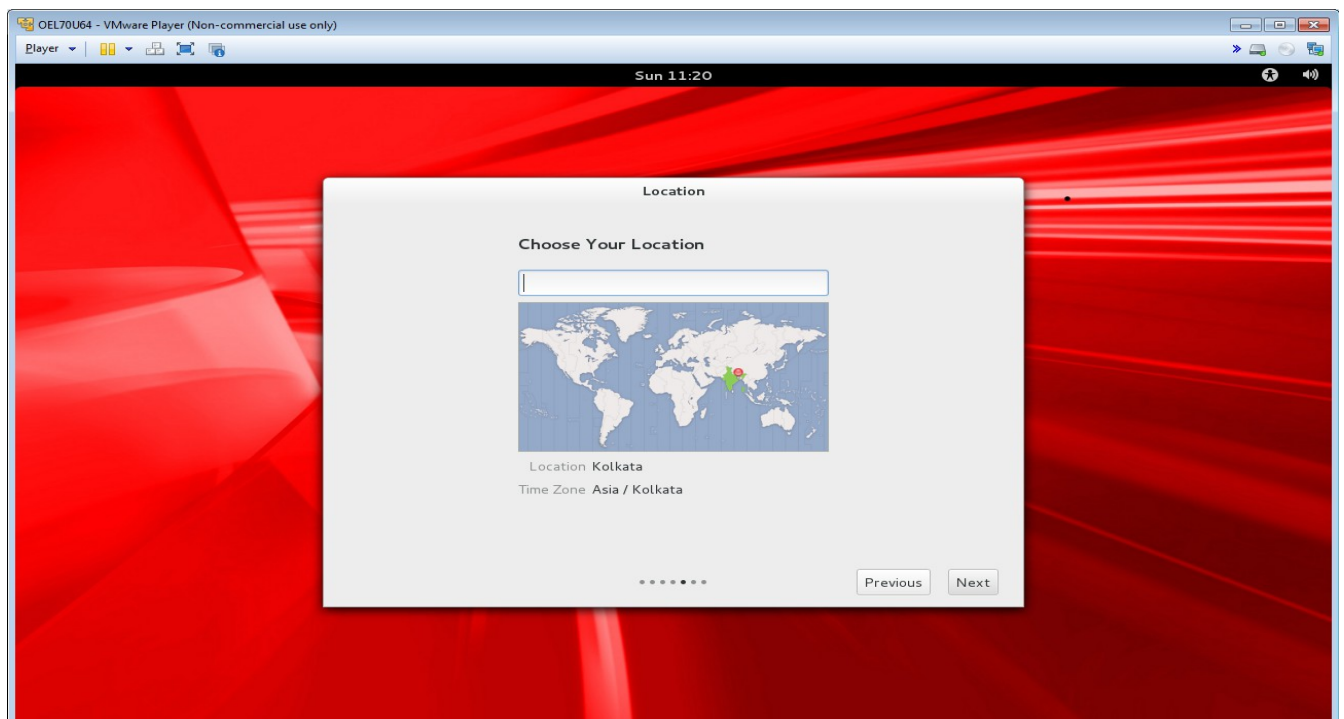 OEL70U64 - VMware Player (Non-commercial use only)
Player
Sun 11:20
Location
Choose Your Location
Location Kolkata
Time Zone Asia / Kolkata
Previous Next